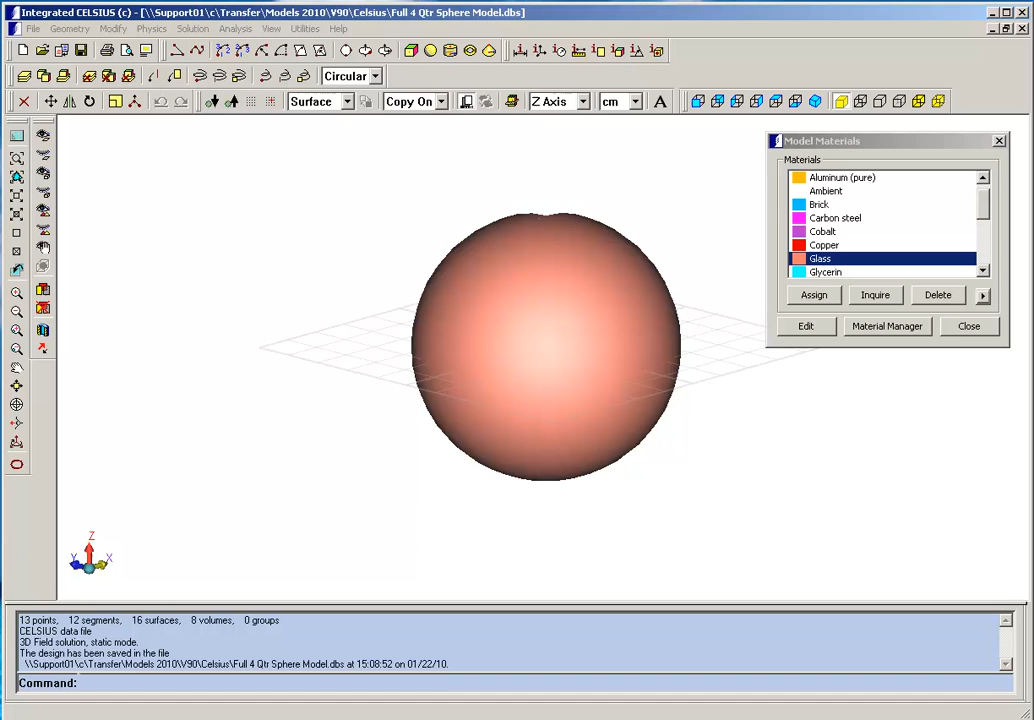 Integrated CELSIUS (c) - [\\Support01\c\Transfer\Models 2010\V90\Celsius\Full 4 Qtr Sphere Model.dbs]
File Geometry Modify Physics Solution Analysis View Utilities Help
Circular
Surface Copy On Z Axis cm A
Model Materials
Materials
Aluminum (pure)
Ambient
Brick
Carbon steel
Cobalt
Copper
Glass
Glycerin
Assign Inquire Delete
Edit Material Manager Close
Z
Y X
13 points, 12 segments, 16 surfaces, 8 volumes, 0 groups
CELSIUS data file
3D Field solution, static mode.
The design has been saved in the file
\\Support01\c\Transfer\Models 2010\V90\Celsius\Full 4 Qtr Sphere Model.dbs at 15:08:52 on 01/22/10.
Command: